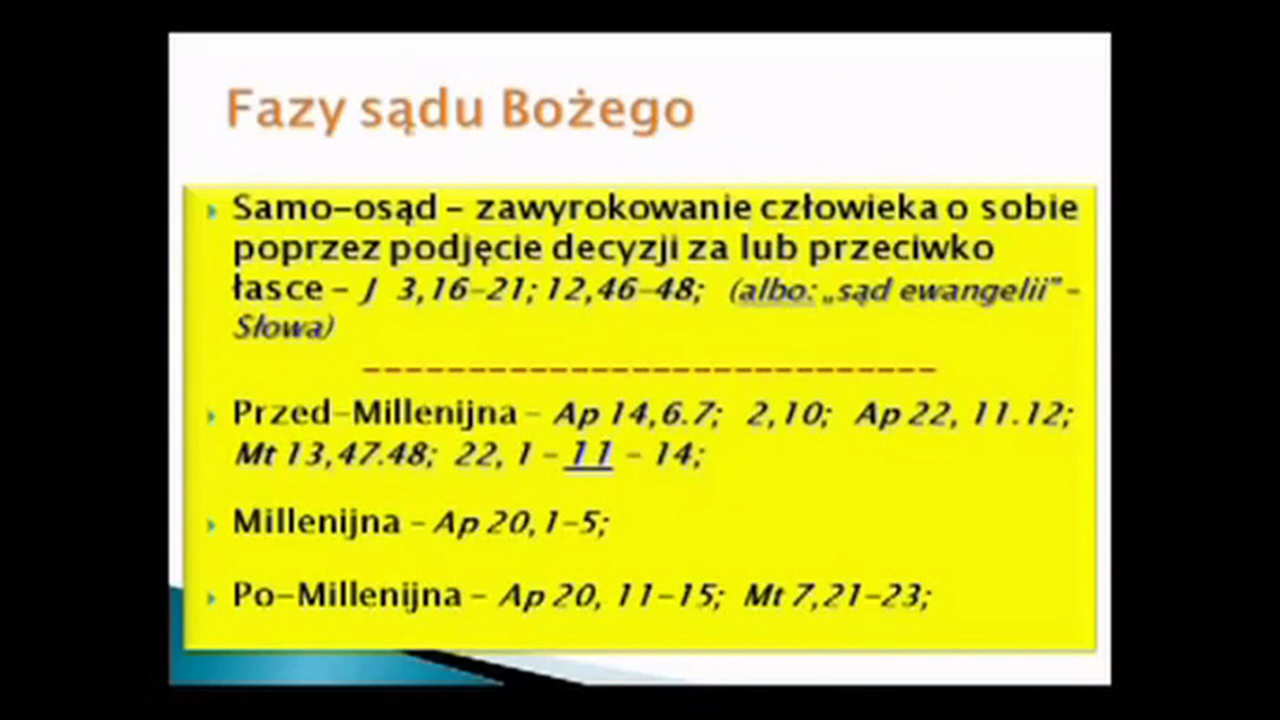 Fazy sądu Bożego
Samo-osąd - zawyrokowanie człowieka o sobie
poprzez podjęcie decyzji za lub przeciwko
łasce - J 3,16-21; 12,46-48; (albo: „sąd ewangelii" -
Słowa)
----------------------------
Przed-Millenijna - Ap 14,6.7; 2,10; Ap 22, 11.12;
Mt 13,47.48; 22, 1 - 11 - 14;
Millenijna - Ap 20,1-5;
Po-Millenijna - Ap 20, 11-15; Mt 7,21-23;